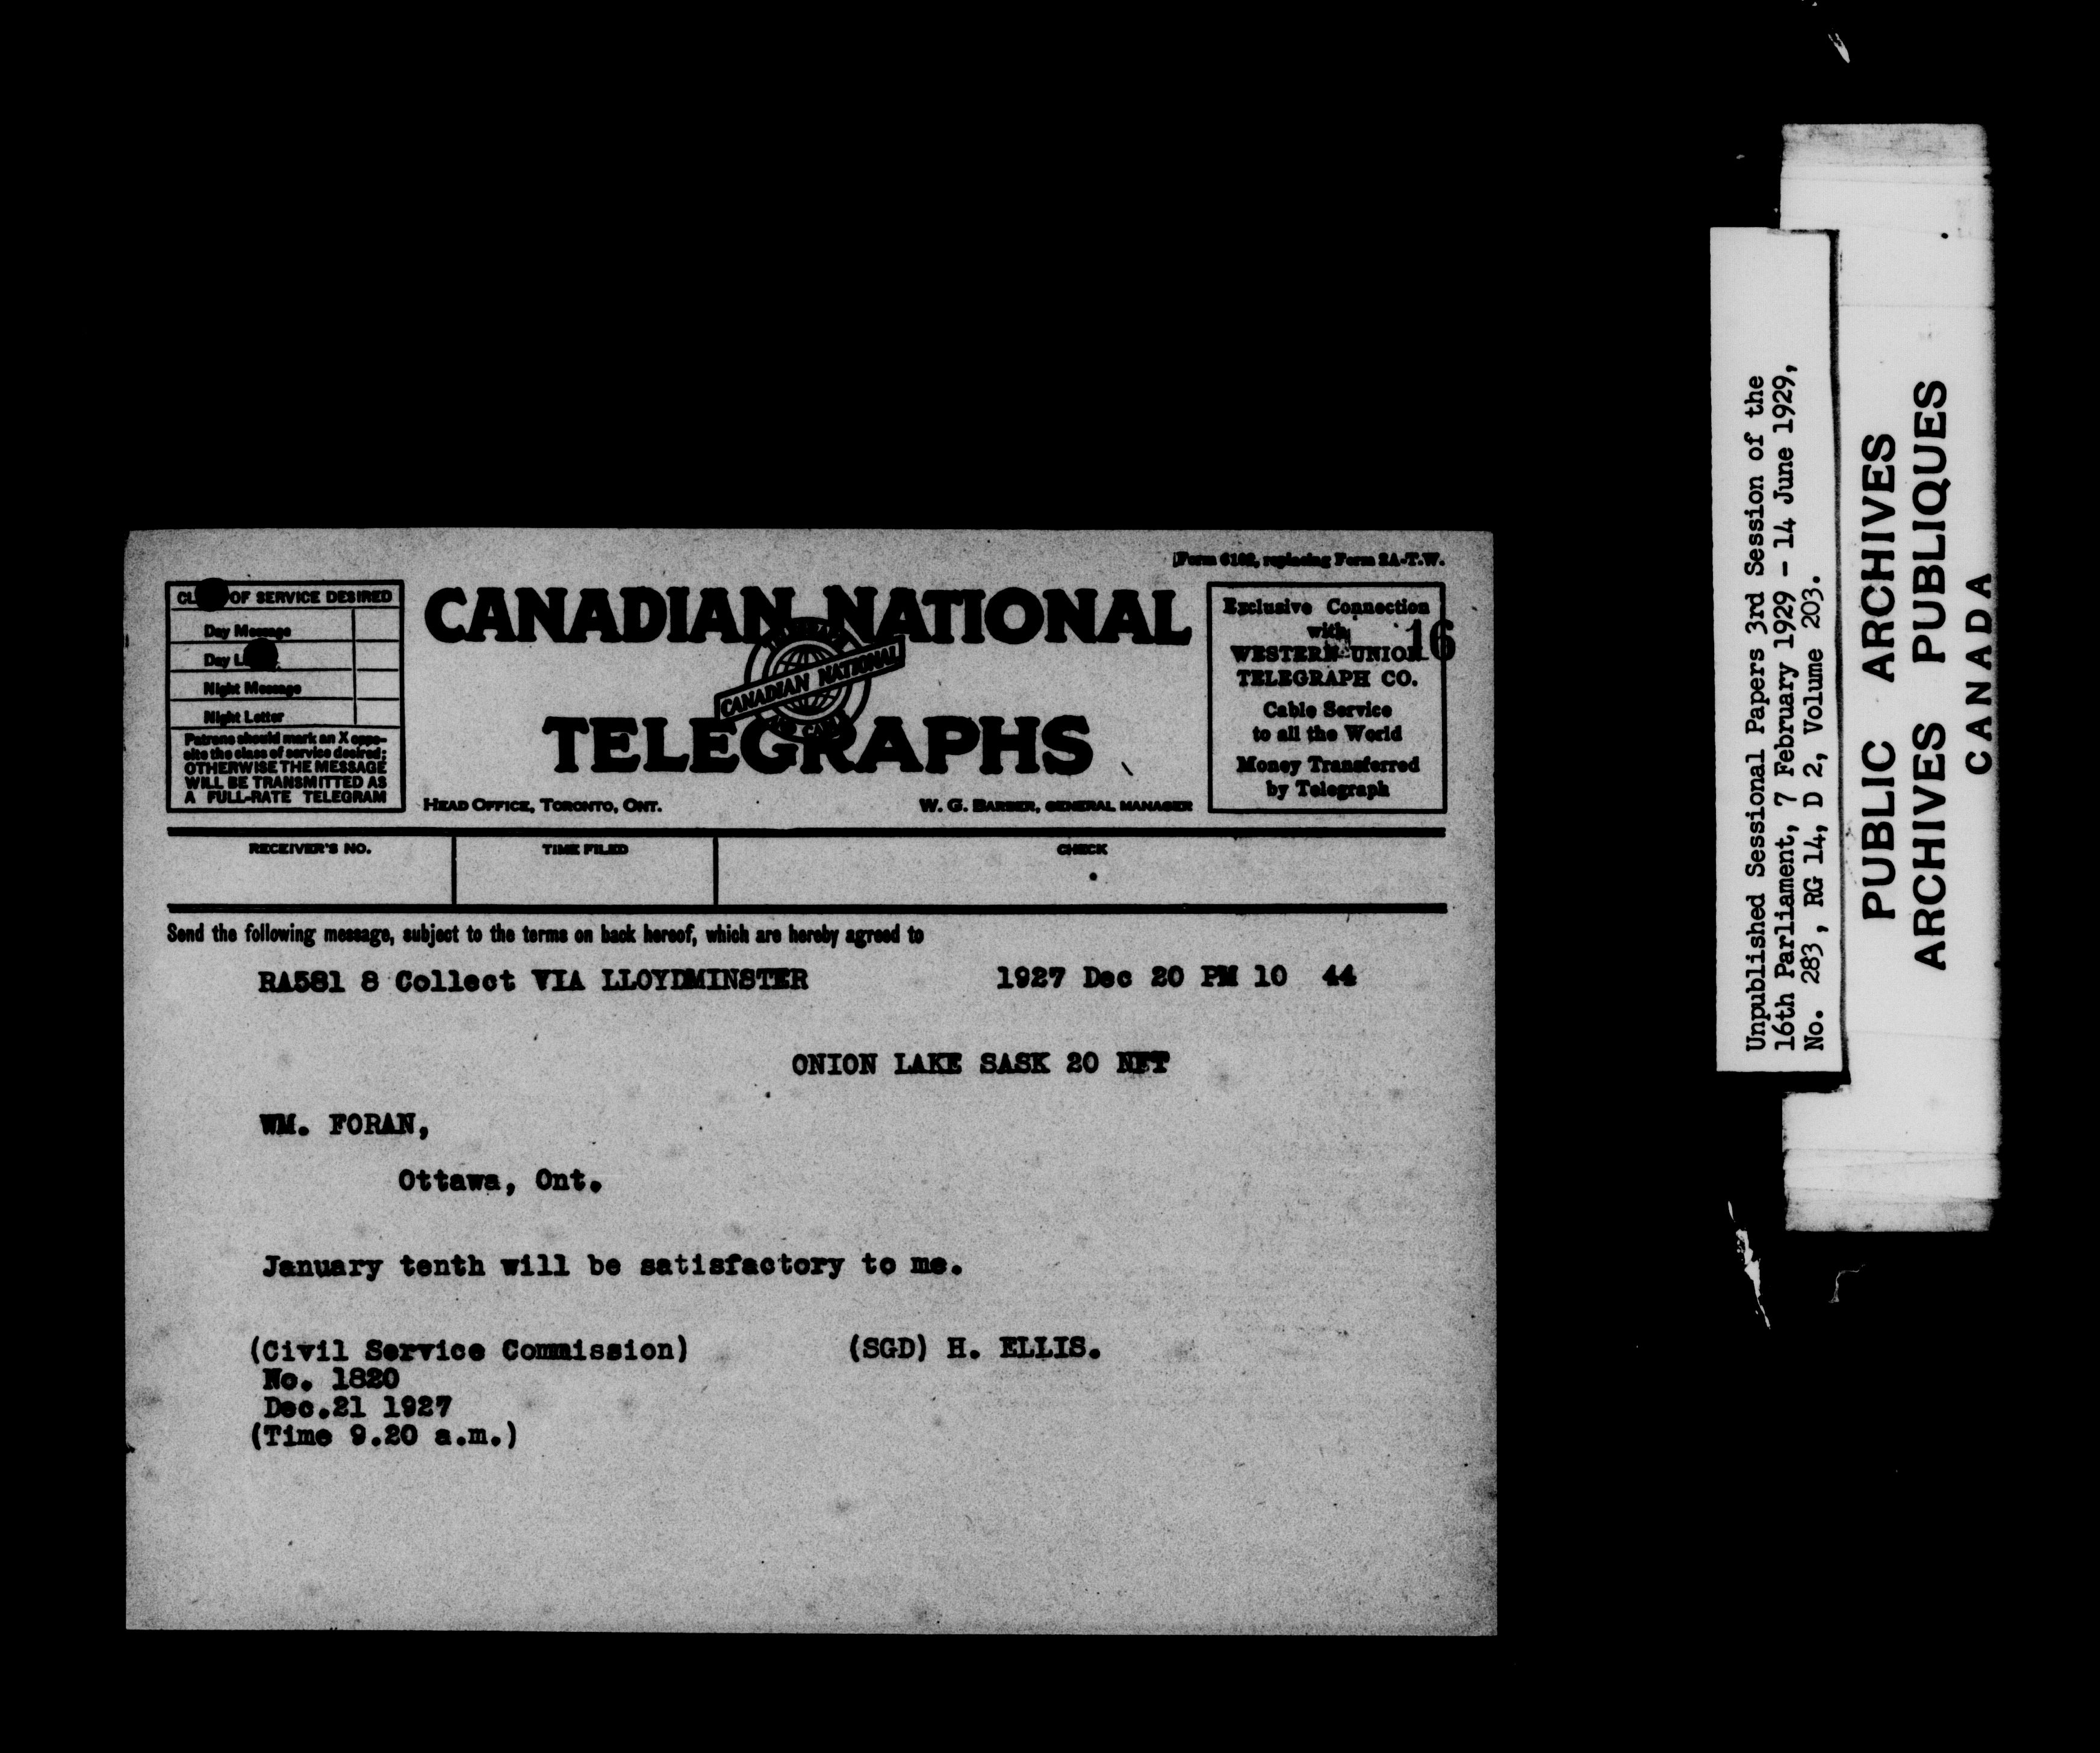 Form 6102, replacing Form 2A-T.W.
OF SERVICE DESIRED
Day Message
Day
Night Message
Night Letter
Patrons should mark an X oppo-
site the class of service desired;
OTHERWISE THE MESSAGE
WILL BE TRANSMITTED AS
A FULL-RATE TELEGRAM
CANADIAN NATIONAL
CANADIAN NATIONAL
TELEGRAPHS
HEAD OFFICE, TORONTO, ONT.
W. G. BARBER, GENERAL MANAGER
Exclusive Connection
with
WESTERN UNION
TELEGRAPH CO.
Cable Service
to all the World
Money Transferred
by Telegraph
16
RECEIVER'S NO.
TIME FILED
CHECK
Send the following message, subject to the terms on back hereof, which are hereby agreed to
RA581 8 Collect VIA LLOYDMINSTER 1927 Dec 20 PM 10 44
ONION LAKE SASK 20 NFT
WM. FORAN,
Ottawa, Ont.
January tenth will be satisfactory to me.
(Civil Service Commission) (SGD) H. ELLIS.
No. 1820
Dec.21 1927
(Time 9.20 a.m.)
Unpublished Sessional Papers 3rd Session of the
16th Parliament, 7 February 1929 - 14 June 1929,
No. 283, RG 14, D 2, Volume 203.
PUBLIC ARCHIVES
ARCHIVES PUBLIQUES
CANADA